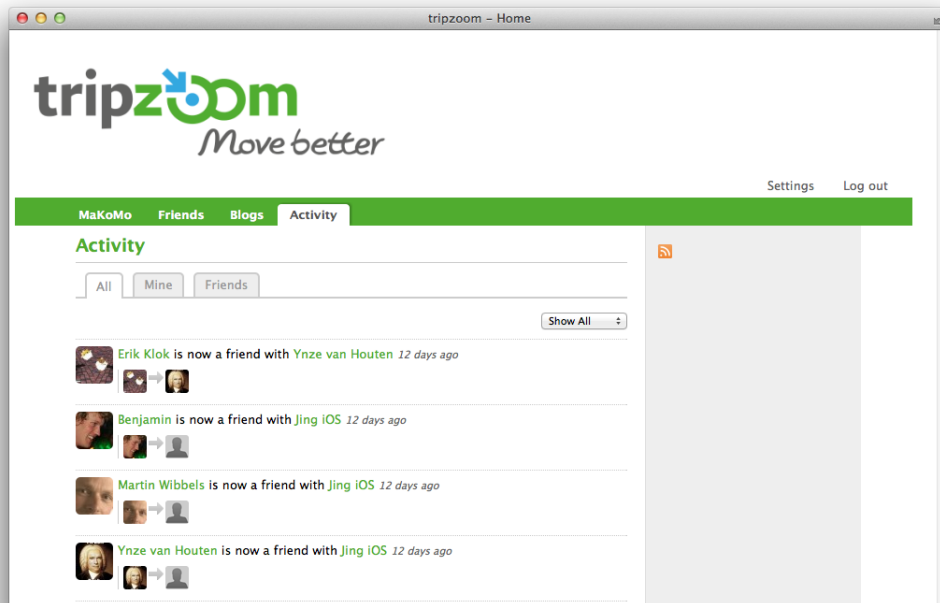 tripzoom – Home
tripzoom
Move better
Settings Log out
MaKoMo Friends Blogs Activity
Activity
All Mine Friends
Show All
Erik Klok is now a friend with Ynze van Houten 12 days ago
Benjamin is now a friend with Jing iOS 12 days ago
Martin Wibbels is now a friend with Jing iOS 12 days ago
Ynze van Houten is now a friend with Jing iOS 12 days ago